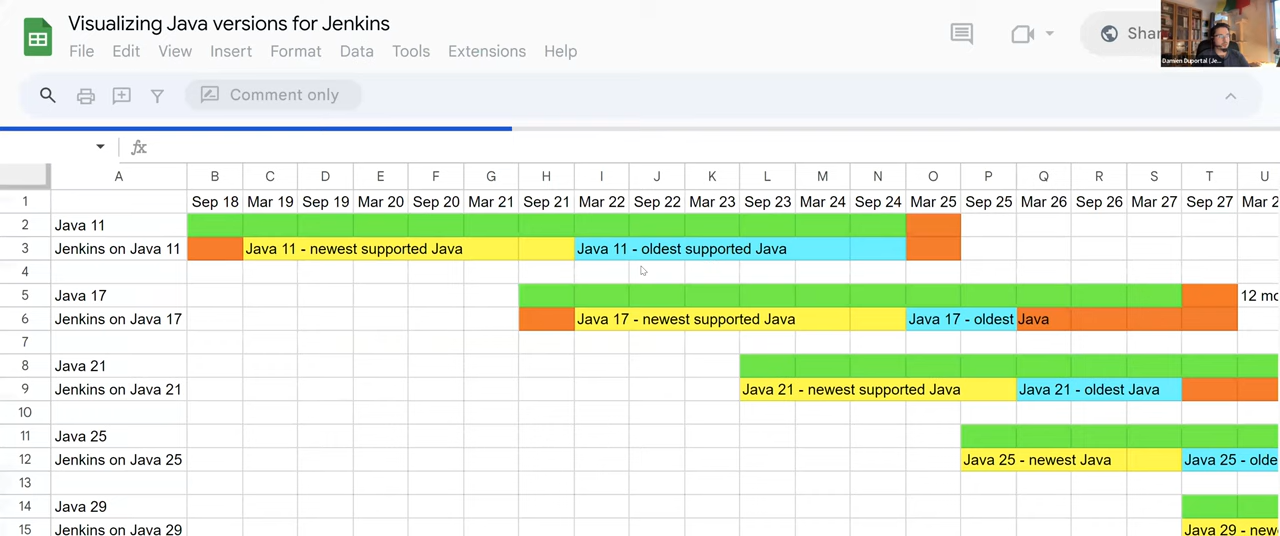 Visualizing Java versions for Jenkins
File Edit View Insert Format Data Tools Extensions Help
Shar
Damien Duportal (Je...
Comment only
fx
A B C D E F G H I J K L M N O P Q R S T U
1 Sep 18 Mar 19 Sep 19 Mar 20 Sep 20 Mar 21 Sep 21 Mar 22 Sep 22 Mar 23 Sep 23 Mar 24 Sep 24 Mar 25 Sep 25 Mar 26 Sep 26 Mar 27 Sep 27 Mar 2
2 Java 11
3 Jenkins on Java 11 Java 11 - newest supported Java Java 11 - oldest supported Java
4
5 Java 17 12 mo
6 Jenkins on Java 17 Java 17 - newest supported Java Java 17 - oldest Java
7
8 Java 21
9 Jenkins on Java 21 Java 21 - newest supported Java Java 21 - oldest Java
10
11 Java 25
12 Jenkins on Java 25 Java 25 - newest Java Java 25 - olde
13
14 Java 29
15 Jenkins on Java 29 Java 29 - new